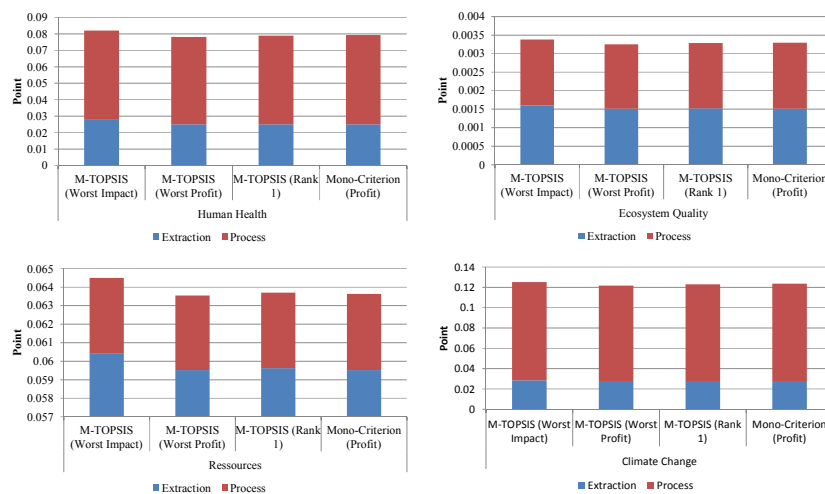 0.09
0.08
0.07
0.06
0.05
0.04
0.03
0.02
0.01
0
Point
M-TOPSIS (Worst Impact)
M-TOPSIS (Worst Profit)
M-TOPSIS (Rank 1)
Mono-Criterion (Profit)
Human Health
Extraction Process
0.004
0.0035
0.003
0.0025
0.002
0.0015
0.001
0.0005
0
Point
M-TOPSIS (Worst Impact)
M-TOPSIS (Worst Profit)
M-TOPSIS (Rank 1)
Mono-Criterion (Profit)
Ecosystem Quality
Extraction Process
0.065
0.064
0.063
0.062
0.061
0.06
0.059
0.058
0.057
Point
M-TOPSIS (Worst Impact)
M-TOPSIS (Worst Profit)
M-TOPSIS (Rank 1)
Mono-Criterion (Profit)
Ressources
Extraction Process
0.14
0.12
0.1
0.08
0.06
0.04
0.02
0
Point
M-TOPSIS (Worst Impact)
M-TOPSIS (Worst Profit)
M-TOPSIS (Rank 1)
Mono-Criterion (Profit)
Climate Change
Extraction Process